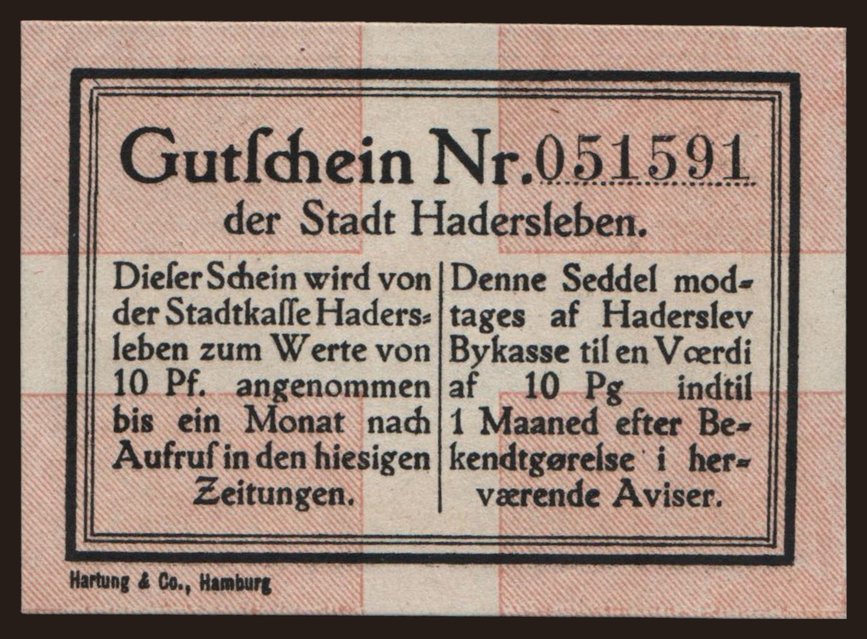 Gutſchein Nr. 051591
der Stadt Hadersleben.
Dieſer Schein wird von
der Stadtkaſſe Haders-
leben zum Werte von
10 Pf. angenommen
bis ein Monat nach
Aufruf in den hiesigen
Zeitungen.
Denne Seddel mod-
tages af Haderslev
Bykasse til en Værdi
af 10 Pg indtil
1 Maaned efter Be-
kendtgørelse i her-
værende Aviser.
Hartung & Co., Hamburg